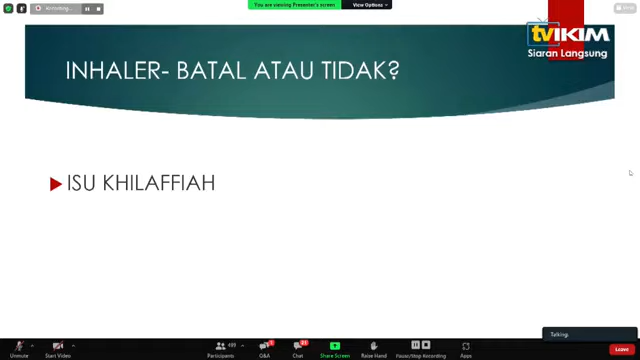 You are viewing Presenter's screen
View Options
tvIKIM
Siaran Langsung
INHALER- BATAL ATAU TIDAK?
ISU KHILAFFIAH
Talking:
Unmute
Start Video
Participants
Q&A
Chat
Share Screen
Raise Hand
Pause/Stop Recording
Apps
Leave